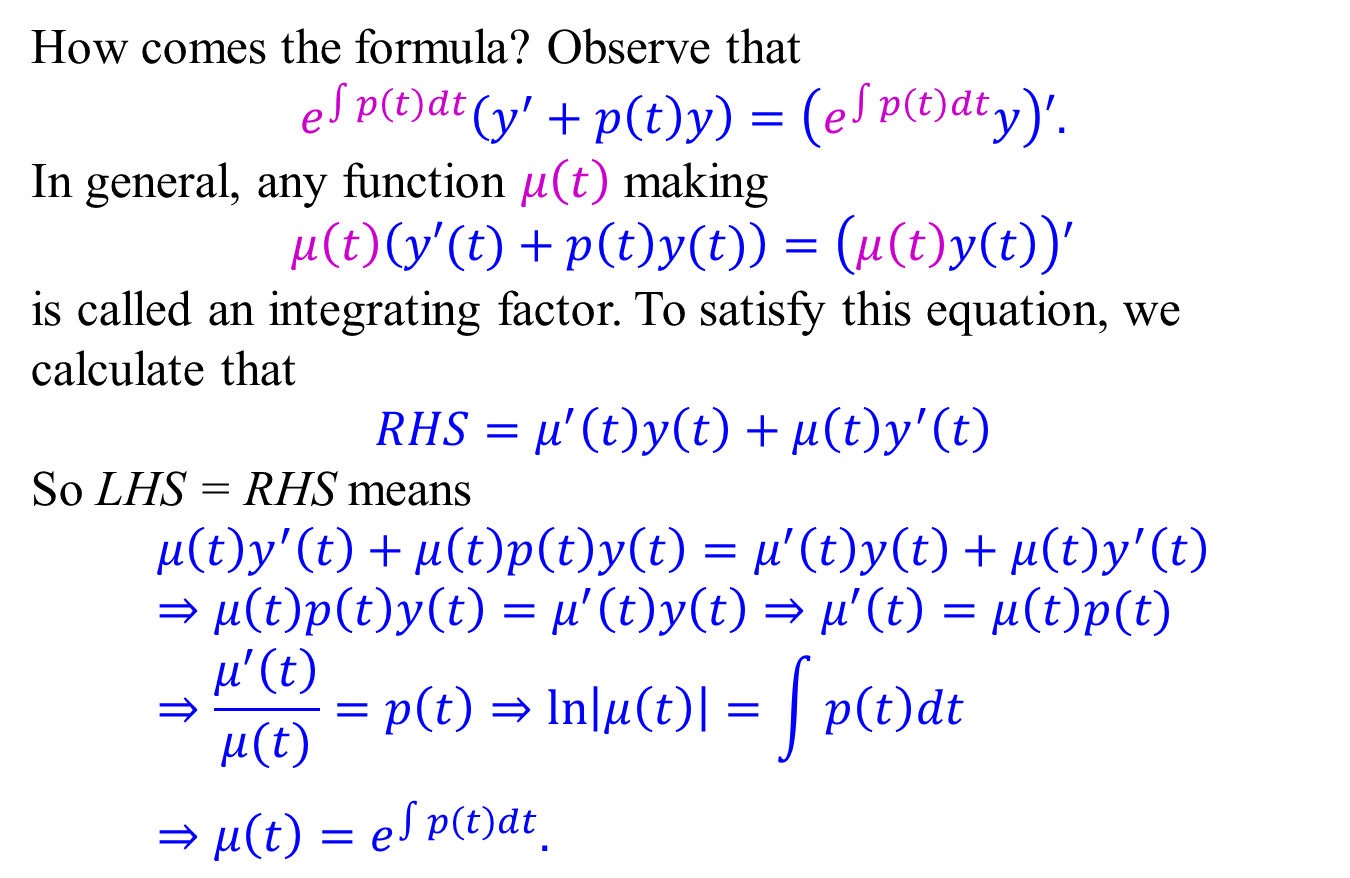 How comes the formula? Observe that
e^{∫ p(t)dt}(y′ + p(t)y) = (e^{∫ p(t)dt}y)′.
In general, any function μ(t) making
μ(t)(y′(t) + p(t)y(t)) = (μ(t)y(t))′
is called an integrating factor. To satisfy this equation, we
calculate that
RHS = μ′(t)y(t) + μ(t)y′(t)
So LHS = RHS means
μ(t)y′(t) + μ(t)p(t)y(t) = μ′(t)y(t) + μ(t)y′(t)
⇒ μ(t)p(t)y(t) = μ′(t)y(t) ⇒ μ′(t) = μ(t)p(t)
⇒ μ′(t)/μ(t) = p(t) ⇒ ln|μ(t)| = ∫ p(t)dt
⇒ μ(t) = e^{∫ p(t)dt}.